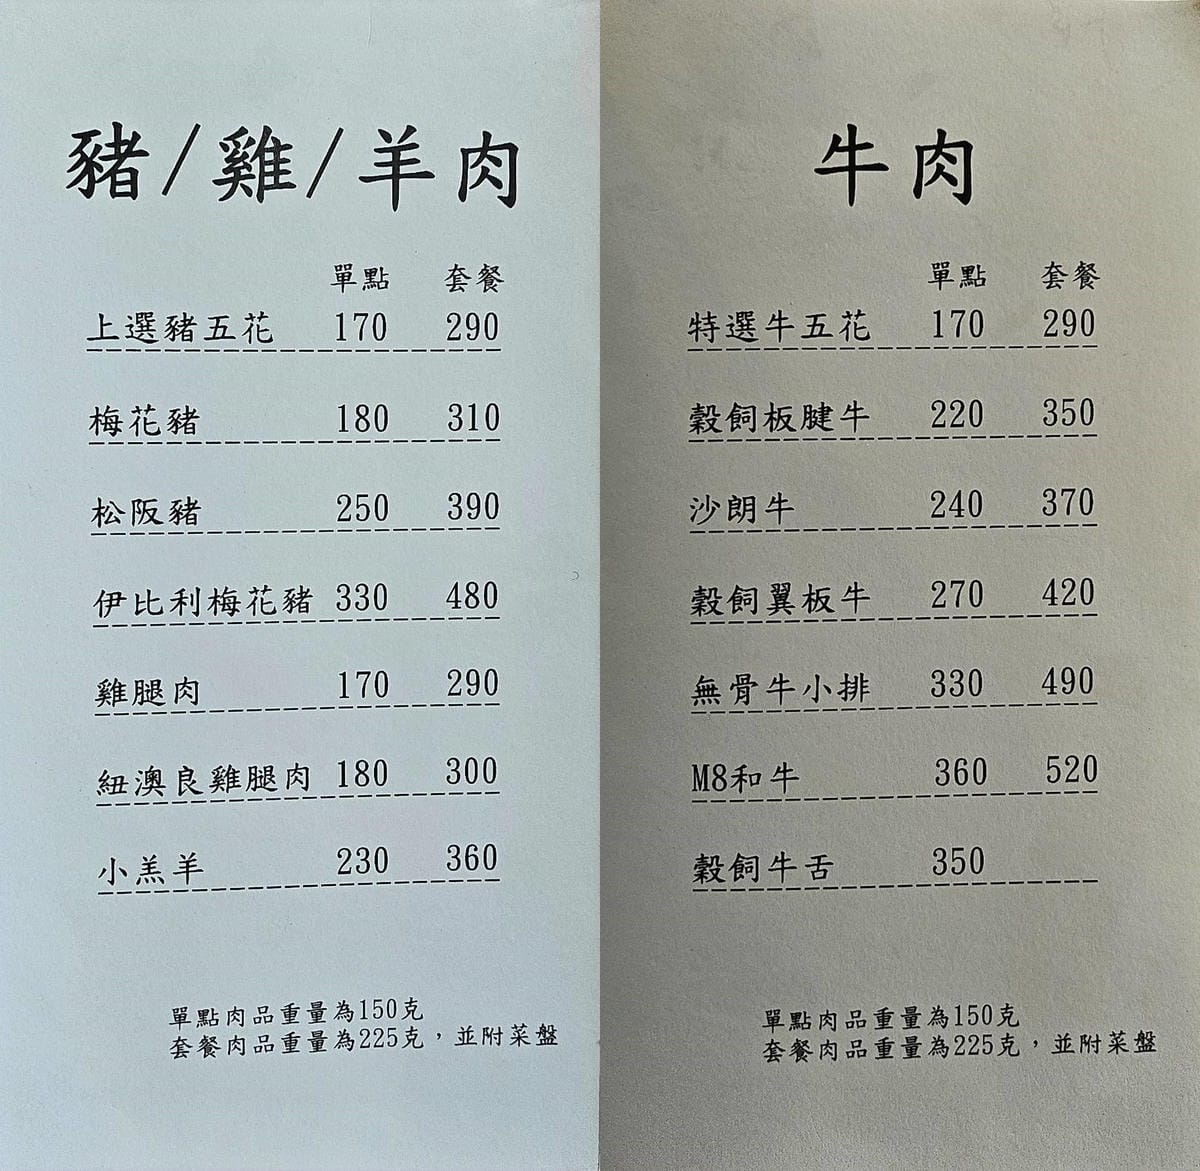 豬/雞/羊肉
單點 套餐
上選豬五花 170 290
梅花豬 180 310
松阪豬 250 390
伊比利梅花豬 330 480
雞腿肉 170 290
紐澳良雞腿肉 180 300
小羔羊 230 360
單點肉品重量為150克
套餐肉品重量為225克,並附菜盤
牛肉
單點 套餐
特選牛五花 170 290
穀飼板腱牛 220 350
沙朗牛 240 370
穀飼翼板牛 270 420
無骨牛小排 330 490
M8和牛 360 520
穀飼牛舌 350
單點肉品重量為150克
套餐肉品重量為225克,並附菜盤